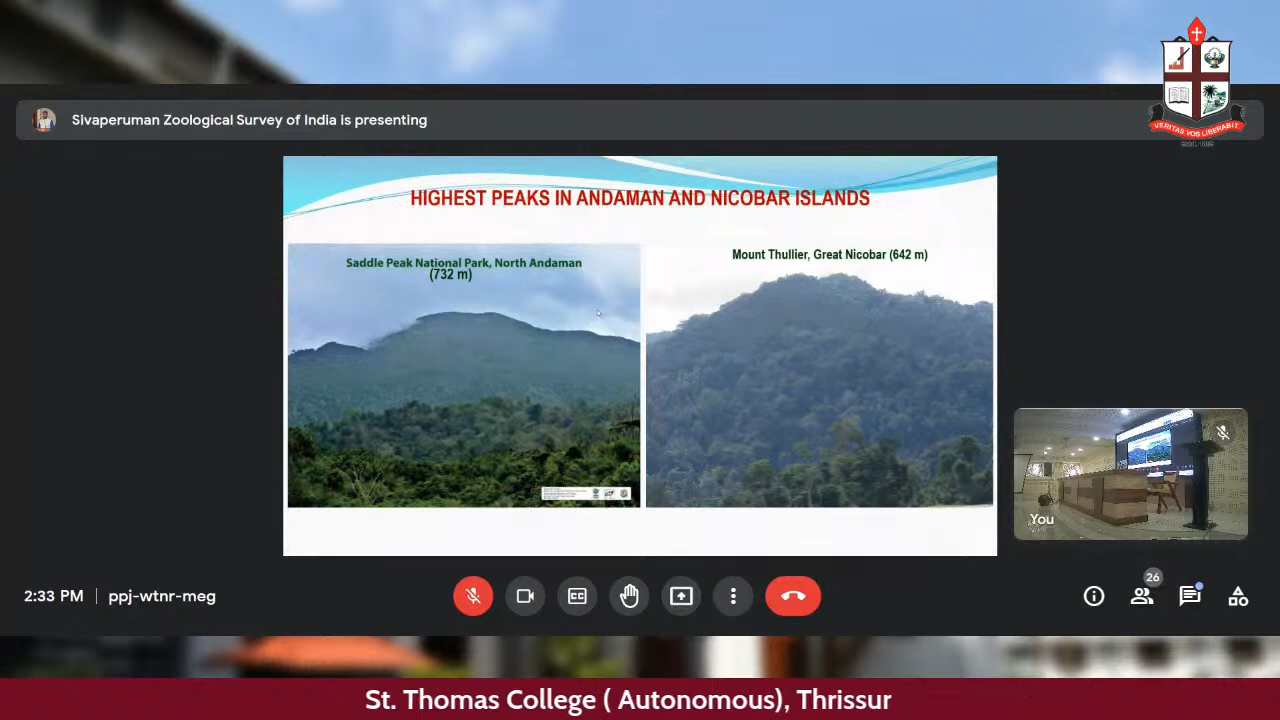 VERITAS VOS LIBERABIT
Sivaperuman Zoological Survey of India is presenting
HIGHEST PEAKS IN ANDAMAN AND NICOBAR ISLANDS
Saddle Peak National Park, North Andaman
(732 m)
Mount Thullier, Great Nicobar (642 m)
You
2:33 PM
ppj-wtnr-meg
CC
26
St. Thomas College ( Autonomous), Thrissur